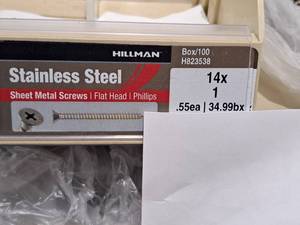 HILLMAN
Stainless Steel
Sheet Metal Screws | Flat Head | Phillips
Box/100
H823538
14x
1
.55ea | 34.99bx